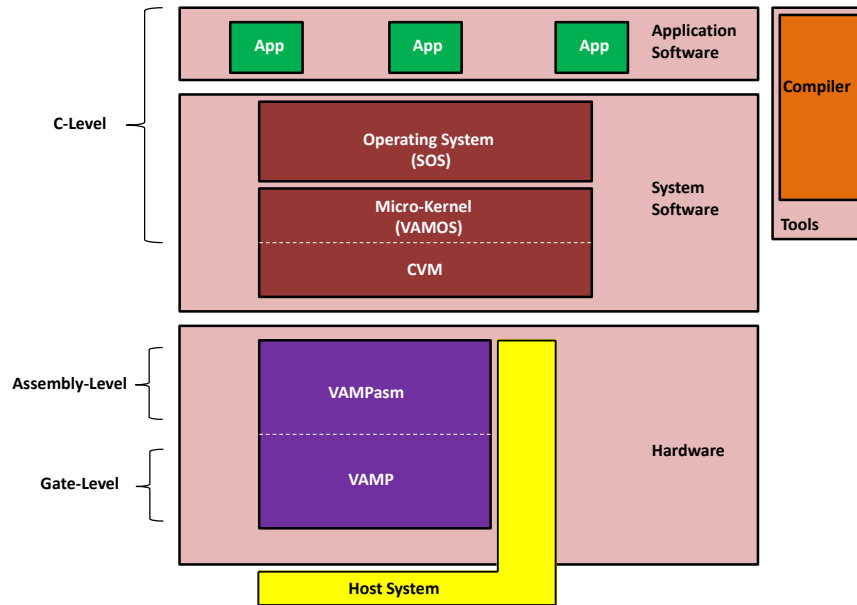 App
App
App
Application
Software
Compiler
C-Level
Operating System
(SOS)
System
Software
Micro-Kernel
(VAMOS)
Tools
CVM
Assembly-Level
VAMPasm
Hardware
Gate-Level
VAMP
Host System